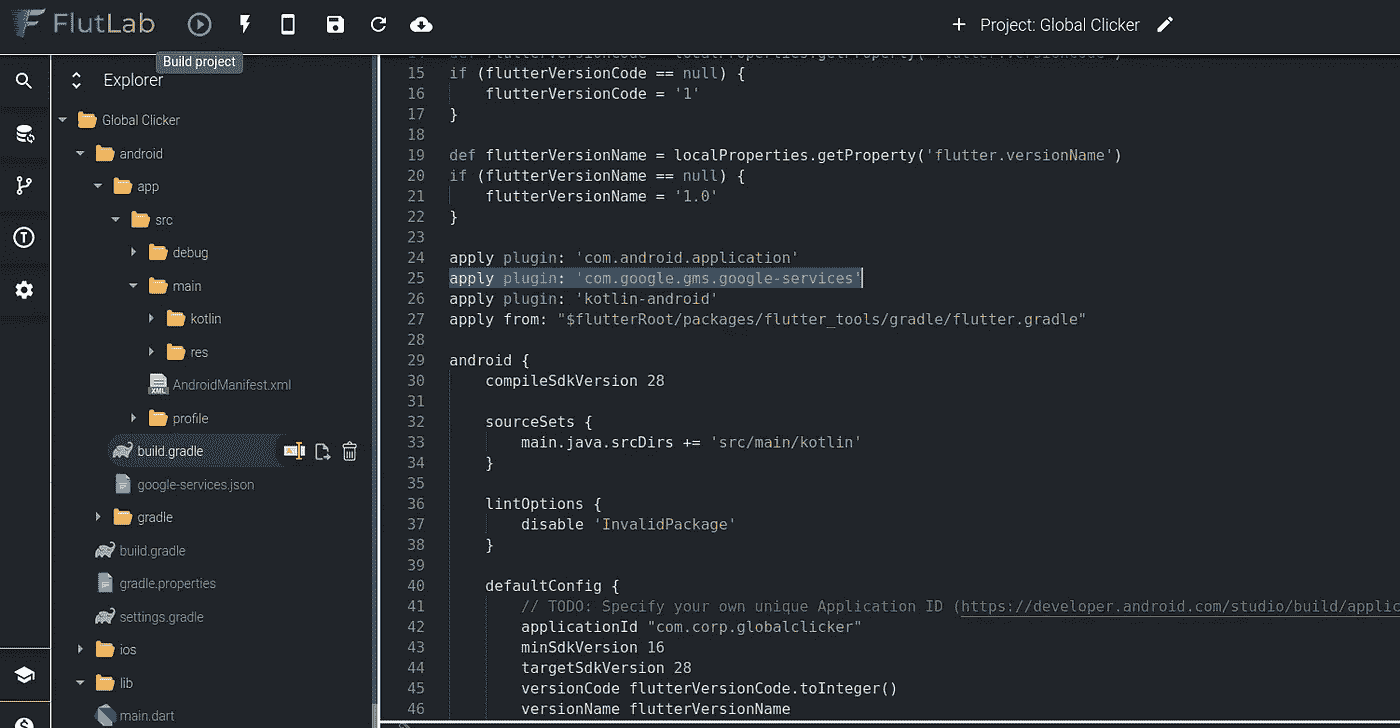 FlutLab
+ Project: Global Clicker
Build project
Explorer
Global Clicker
android
app
src
debug
main
kotlin
res
XML
AndroidManifest.xml
profile
build.gradle
google-services.json
gradle
build.gradle
gradle.properties
settings.gradle
ios
lib
main.dart
15 if (flutterVersionCode == null) {
16 flutterVersionCode = '1'
17 }
18
19 def flutterVersionName = localProperties.getProperty('flutter.versionName')
20 if (flutterVersionName == null) {
21 flutterVersionName = '1.0'
22 }
23
24 apply plugin: 'com.android.application'
25 apply plugin: 'com.google.gms.google-services'
26 apply plugin: 'kotlin-android'
27 apply from: "$flutterRoot/packages/flutter_tools/gradle/flutter.gradle"
28
29 android {
30 compileSdkVersion 28
31
32 sourceSets {
33 main.java.srcDirs += 'src/main/kotlin'
34 }
35
36 lintOptions {
37 disable 'InvalidPackage'
38 }
39
40 defaultConfig {
41 // TODO: Specify your own unique Application ID (https://developer.android.com/studio/build/applic
42 applicationId "com.corp.globalclicker"
43 minSdkVersion 16
44 targetSdkVersion 28
45 versionCode flutterVersionCode.toInteger()
46 versionName flutterVersionName